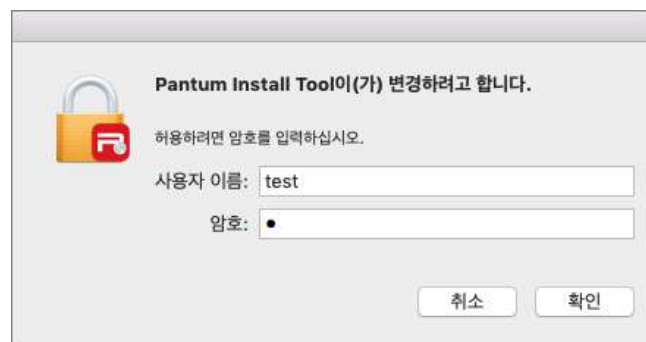 Pantum Install Tool이(가) 변경하려고 합니다.
허용하려면 암호를 입력하십시오.
사용자 이름: test
암호: •
취소 확인